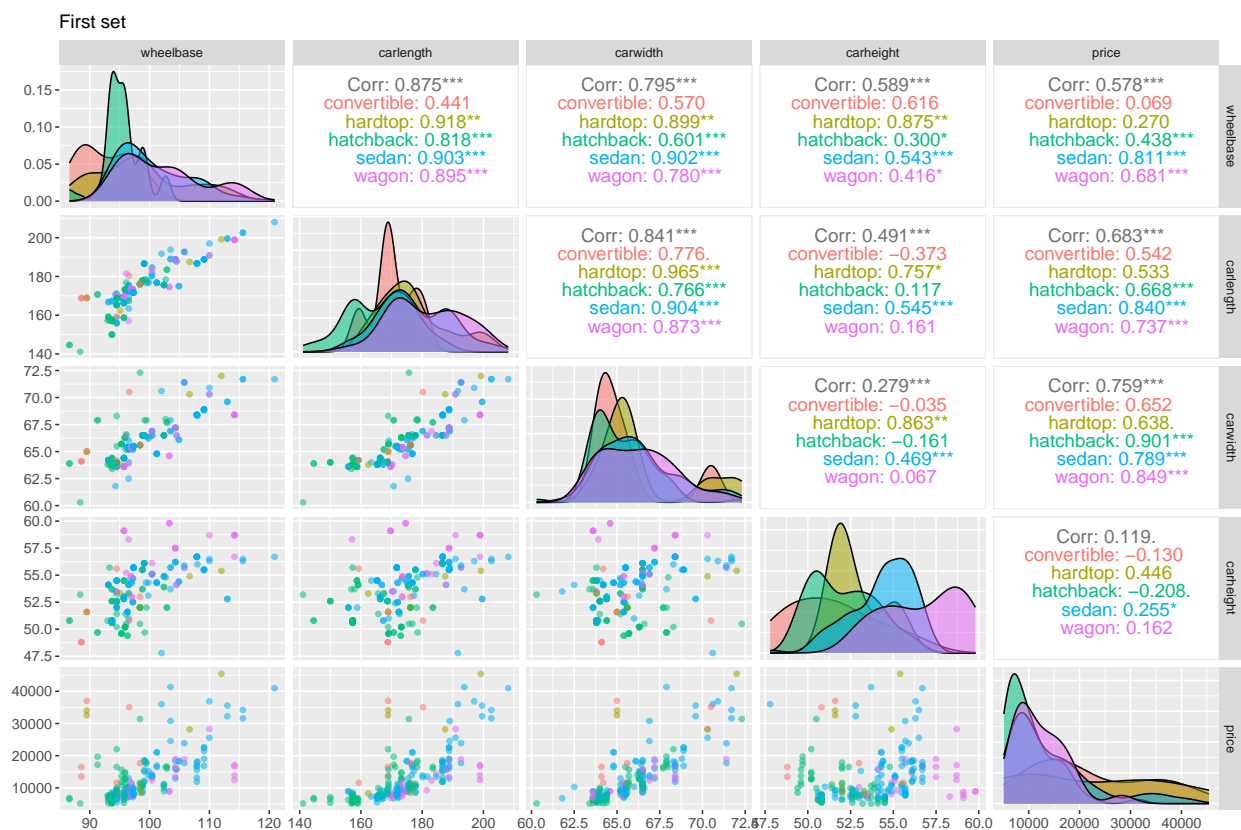 First set
wheelbase
carlength
carwidth
carheight
price
0.15
0.10
0.05
0.00
Corr: 0.875***
convertible: 0.441
hardtop: 0.918**
hatchback: 0.818***
sedan: 0.903***
wagon: 0.895***
Corr: 0.795***
convertible: 0.570
hardtop: 0.899**
hatchback: 0.601***
sedan: 0.902***
wagon: 0.780***
Corr: 0.589***
convertible: 0.616
hardtop: 0.875**
hatchback: 0.300*
sedan: 0.543***
wagon: 0.416*
Corr: 0.578***
convertible: 0.069
hardtop: 0.270
hatchback: 0.438***
sedan: 0.811***
wagon: 0.681***
wheelbase
200
180
160
140
Corr: 0.841***
convertible: 0.776.
hardtop: 0.965***
hatchback: 0.766***
sedan: 0.904***
wagon: 0.873***
Corr: 0.491***
convertible: −0.373
hardtop: 0.757*
hatchback: 0.117
sedan: 0.545***
wagon: 0.161
Corr: 0.683***
convertible: 0.542
hardtop: 0.533
hatchback: 0.668***
sedan: 0.840***
wagon: 0.737***
carlength
72.5
70.0
67.5
65.0
62.5
60.0
Corr: 0.279***
convertible: −0.035
hardtop: 0.863**
hatchback: −0.161
sedan: 0.469***
wagon: 0.067
Corr: 0.759***
convertible: 0.652
hardtop: 0.638.
hatchback: 0.901***
sedan: 0.789***
wagon: 0.849***
carwidth
60.0
57.5
55.0
52.5
50.0
47.5
Corr: 0.119.
convertible: −0.130
hardtop: 0.446
hatchback: −0.208.
sedan: 0.255*
wagon: 0.162
carheight
40000
30000
20000
10000
price
90 100 110 120
140 160 180 200
60.0 62.5 65.0 67.5 70.0 72.5
47.5 50.0 52.5 55.0 57.5 60.0
10000 20000 30000 40000